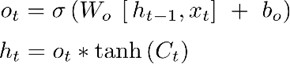 o_t = σ (W_o [ h_{t−1}, x_t ] + b_o)
h_t = o_t * tanh (C_t)